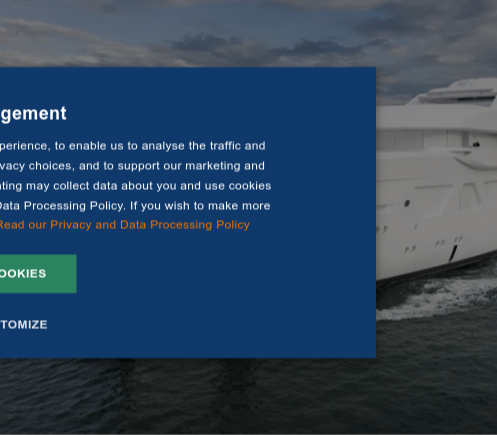 gement
perience, to enable us to analyse the traffic and
vacy choices, and to support our marketing and
ting may collect data about you and use cookies
Data Processing Policy. If you wish to make more
Read our Privacy and Data Processing Policy
OOKIES
TOMIZE